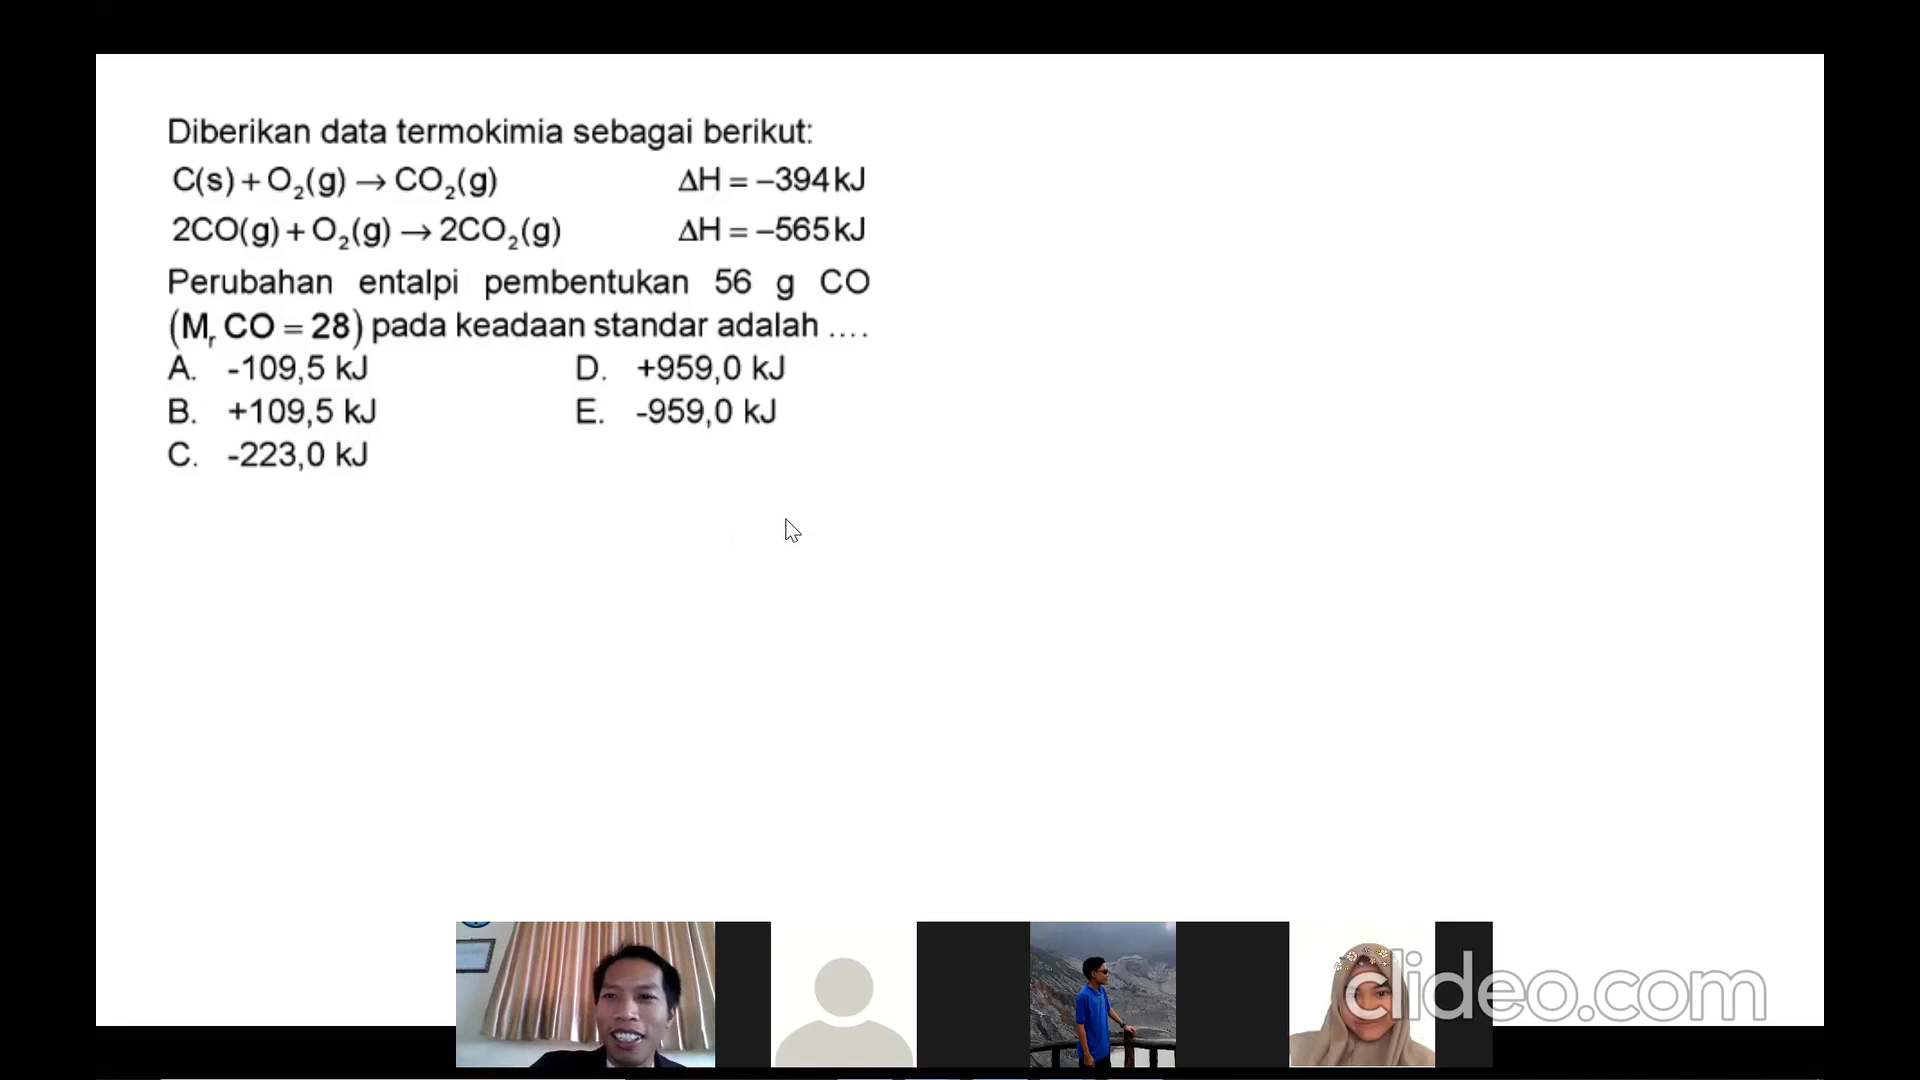 Diberikan data termokimia sebagai berikut:
C(s) + O₂(g) → CO₂(g) ΔH = –394 kJ
2CO(g) + O₂(g) → 2CO₂(g) ΔH = –565 kJ
Perubahan entalpi pembentukan 56 g CO
(Mᵣ CO = 28) pada keadaan standar adalah ....
A. -109,5 kJ D. +959,0 kJ
B. +109,5 kJ E. -959,0 kJ
C. -223,0 kJ
clideo.com